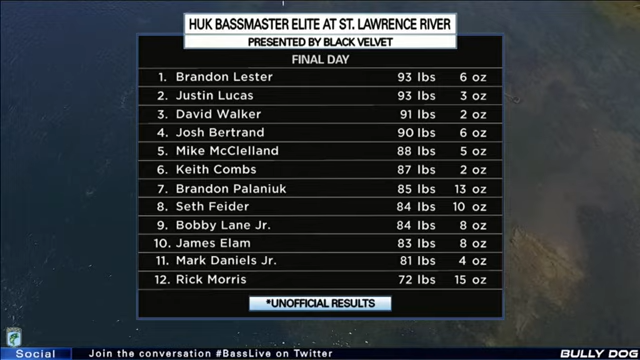 HUK BASSMASTER ELITE AT ST. LAWRENCE RIVER
PRESENTED BY BLACK VELVET
FINAL DAY
1. Brandon Lester 93 lbs 6 oz
2. Justin Lucas 93 lbs 3 oz
3. David Walker 91 lbs 2 oz
4. Josh Bertrand 90 lbs 6 oz
5. Mike McClelland 88 lbs 5 oz
6. Keith Combs 87 lbs 2 oz
7. Brandon Palaniuk 85 lbs 13 oz
8. Seth Feider 84 lbs 10 oz
9. Bobby Lane Jr. 84 lbs 8 oz
10. James Elam 83 lbs 8 oz
11. Mark Daniels Jr. 81 lbs 4 oz
12. Rick Morris 72 lbs 15 oz
*UNOFFICIAL RESULTS
Social Join the conversation #BassLive on Twitter BULLY DOG